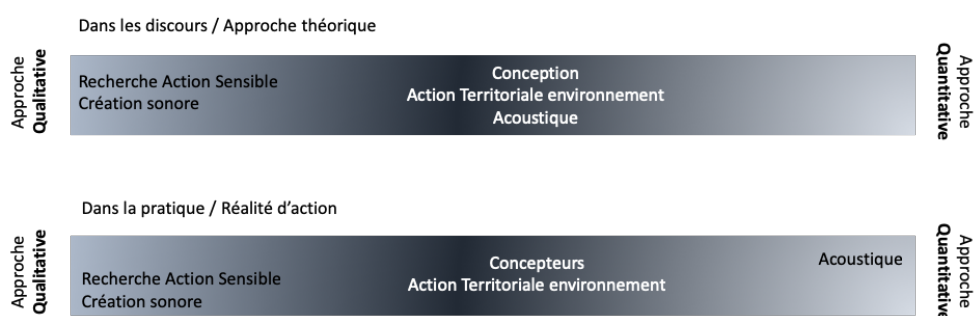 Dans les discours / Approche théorique
Approche
Qualitative
Recherche Action Sensible
Création sonore
Conception
Action Territoriale environnement
Acoustique
Approche
Quantitative
Dans la pratique / Réalité d'action
Approche
Qualitative
Recherche Action Sensible
Création sonore
Concepteurs
Action Territoriale environnement
Acoustique
Approche
Quantitative